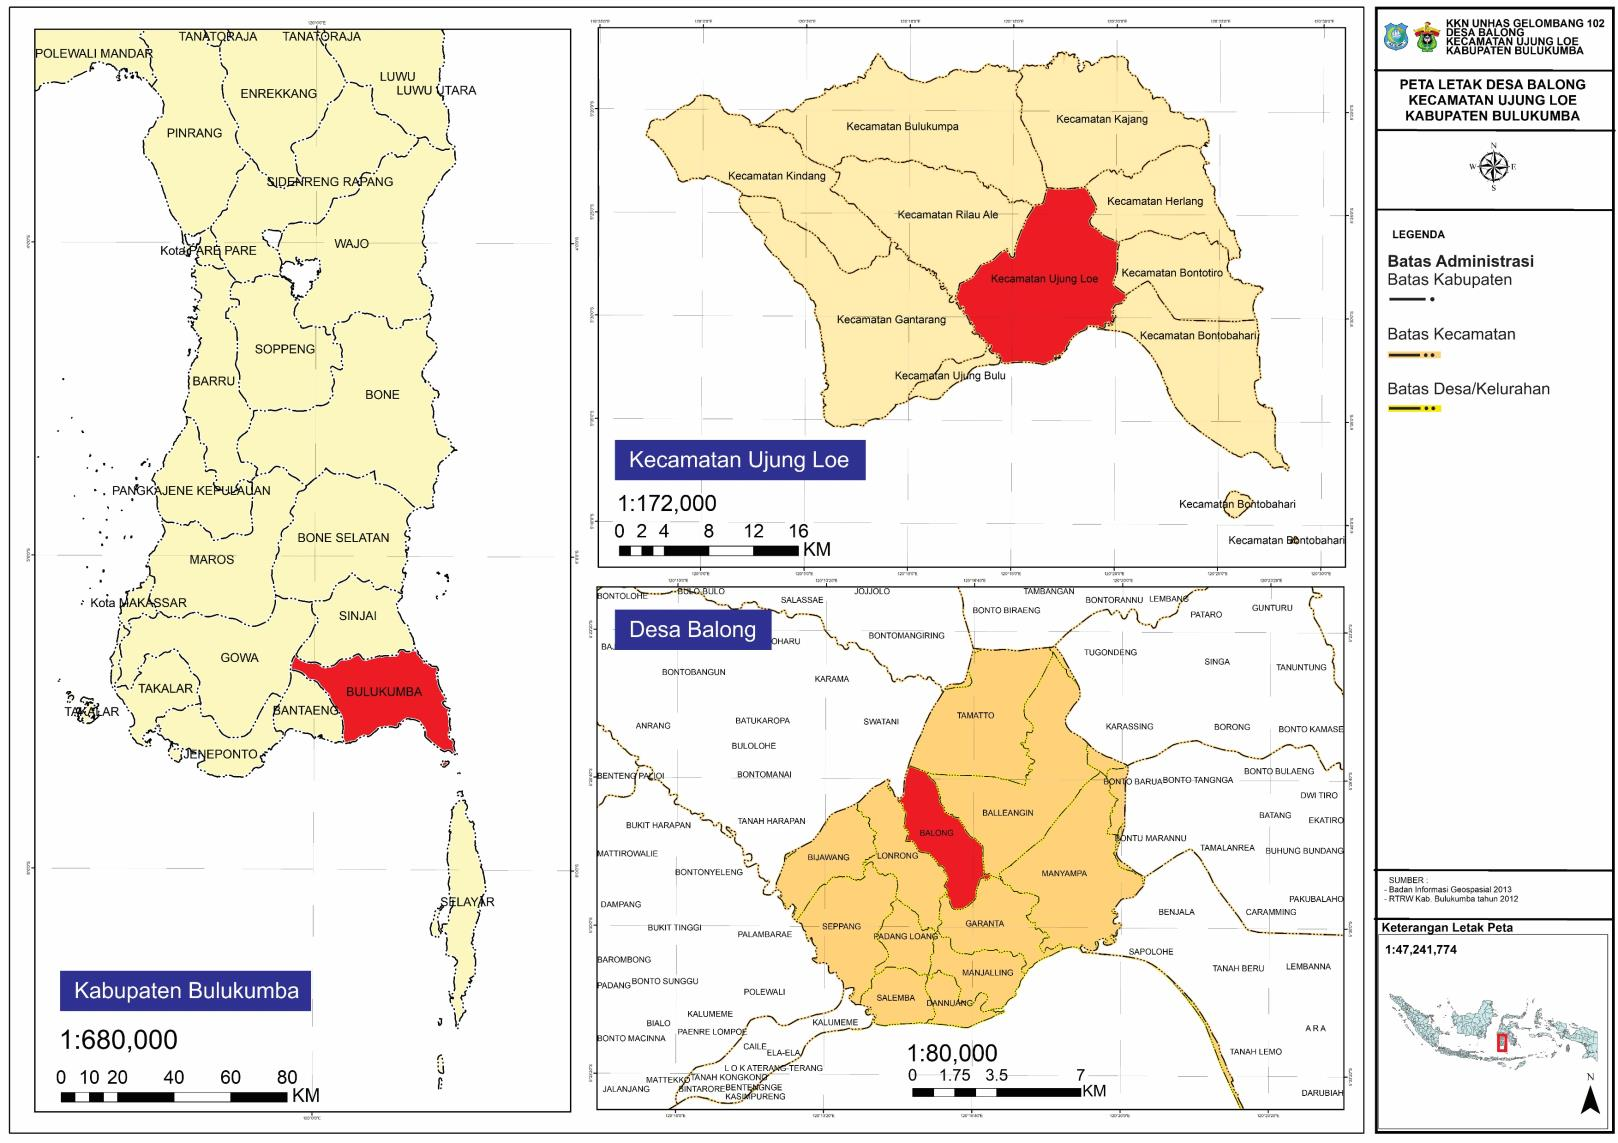 TANATORAJA
TANATORAJA
POLEWALI MANDAR
LUWU
LUWU UTARA
ENREKKANG
PINRANG
SIDENRENG RAPANG
WAJO
Kota PARE PARE
SOPPENG
BARRU
BONE
PANGKAJENE KEPULAUAN
BONE SELATAN
MAROS
Kota MAKASSAR
SINJAI
GOWA
TAKALAR
BULUKUMBA
TAKALAR
BANTAENG
JENEPONTO
SELAYAR
Kabupaten Bulukumba
1:680,000
0 10 20 40 60 80
KM
Kecamatan Bulukumpa
Kecamatan Kajang
Kecamatan Kindang
Kecamatan Herlang
Kecamatan Rilau Ale
Kecamatan Ujung Loe
Kecamatan Bontotiro
Kecamatan Gantarang
Kecamatan Bontobahari
Kecamatan Ujung Bulu
Kecamatan Ujung Loe
1:172,000
0 2 4 8 12 16
KM
Kecamatan Bontobahari
Kecamatan Bontobahari
Desa Balong
BONTOLOHE
BULO BULO
SALASSAE
JOJJOLO
TAMBANGAN
BONTO BIRAENG
BONTORANNU
LEMBANG
PATARO
GUNTURU
BONTOMANGIRING
TUGONDENG
SINGA
TANUNTUNG
BONTOBANGUN
KARAMA
ANRANG
BATUKAROPA
SWATANI
TAMATTO
KARASSING
BORONG
BONTO KAMASE
BULOLOHE
BENTENG PALIOI
BONTOMANAI
BONTO BARUA
BONTO TANGNGA
BONTO BULAENG
DWI TIRO
BUKIT HARAPAN
TANAH HARAPAN
BALLEANGIN
BATANG
EKATIRO
BALONG
BONTU MARANNU
TAMALANREA
BUHUNG BUNDANG
MATTIROWALIE
BIJAWANG
LONRONG
BONTONYELENG
MANYAMPA
DAMPANG
PAKUBALAHO
BENJALA
CARAMMING
BUKIT TINGGI
PALAMBARAE
SEPPANG
PADANG LOANG
GARANTA
SAPOLOHE
BAROMBONG
MANJALLING
TANAH BERU
LEMBANNA
PADANG
BONTO SUNGGU
POLEWALI
SALEMBA
DANNUANG
KALUMEME
BIALO
PAENRE LOMPOE
KALUMEME
A R A
BONTO MACINNA
CAILE
ELA-ELA
TANAH LEMO
L O K A
TERANG-TERANG
MATTEKKO
TANAH KONGKONG
JALANJANG
BINTARORE
BENTENGNGE
KASIMPURENG
DARUBIAH
1:80,000
0 1.75 3.5 7
KM
KKN UNHAS GELOMBANG 102
DESA BALONG
KECAMATAN UJUNG LOE
KABUPATEN BULUKUMBA
PETA LETAK DESA BALONG
KECAMATAN UJUNG LOE
KABUPATEN BULUKUMBA
N
W E
S
LEGENDA
Batas Administrasi
Batas Kabupaten
Batas Kecamatan
Batas Desa/Kelurahan
SUMBER :
- Badan Informasi Geospasial 2013
- RTRW Kab. Bulukumba tahun 2012
Keterangan Letak Peta
1:47,241,774
N